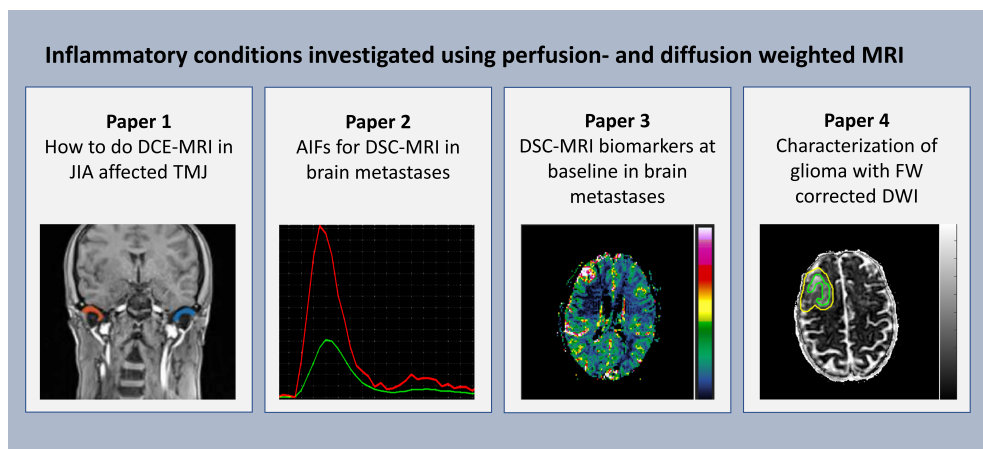 Inflammatory conditions investigated using perfusion- and diffusion weighted MRI
Paper 1
How to do DCE-MRI in
JIA affected TMJ
Paper 2
AIFs for DSC-MRI in
brain metastases
Paper 3
DSC-MRI biomarkers at
baseline in brain
metastases
Paper 4
Characterization of
glioma with FW
corrected DWI